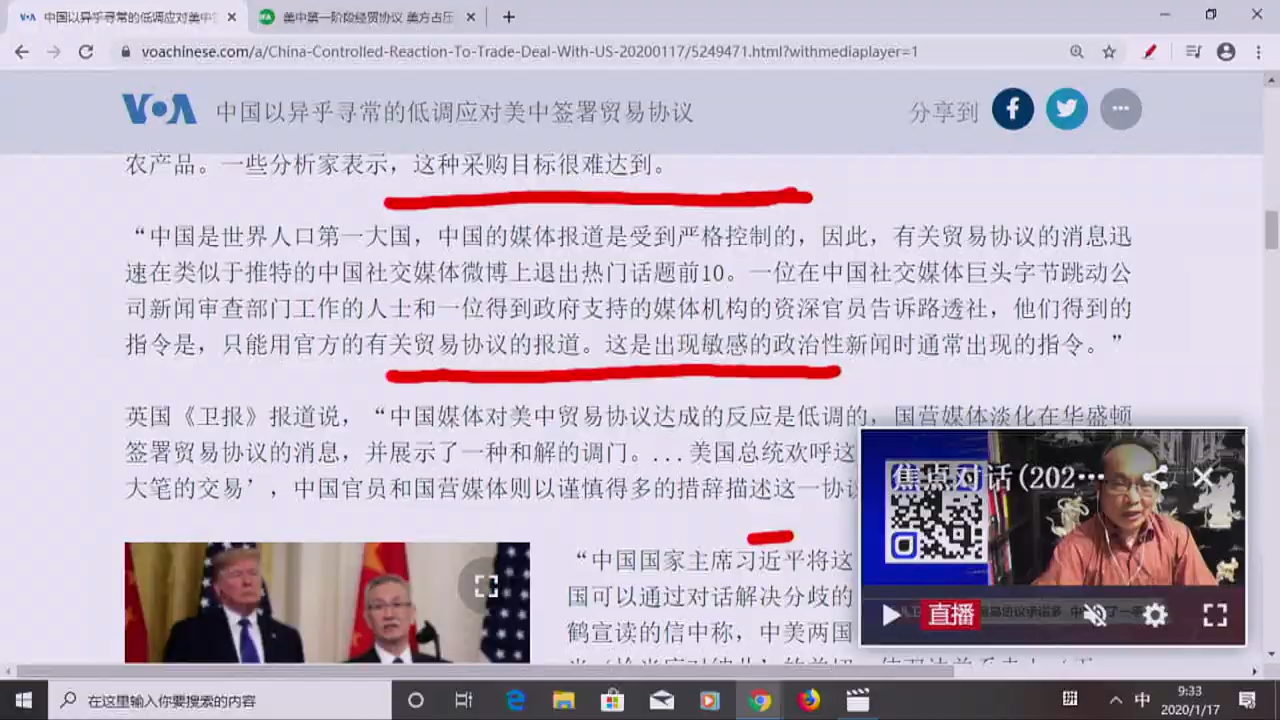 VOA 中国以异乎寻常的低调应对美中
美中第一阶段经贸协议 美方占压
voachinese.com/a/China-Controlled-Reaction-To-Trade-Deal-With-US-20200117/5249471.html?withmediaplayer=1
VOA 中国以异乎寻常的低调应对美中签署贸易协议 分享到
农产品。一些分析家表示，这种采购目标很难达到。
“中国是世界人口第一大国，中国的媒体报道是受到严格控制的，因此，有关贸易协议的消息迅
速在类似于推特的中国社交媒体微博上退出热门话题前10。一位在中国社交媒体巨头字节跳动公
司新闻审查部门工作的人士和一位得到政府支持的媒体机构的资深官员告诉路透社，他们得到的
指令是，只能用官方的有关贸易协议的报道。这是出现敏感的政治性新闻时通常出现的指令。”
英国《卫报》报道说，“中国媒体对美中贸易协议达成的反应是低调的，国营媒体淡化在华盛顿
签署贸易协议的消息，并展示了一种和解的调门。... 美国总统欢呼这
大笔的交易’，中国官员和国营媒体则以谨慎得多的措辞描述这一协议
“中国国家主席习近平将这
国可以通过对话解决分歧的
鹤宣读的信中称，中美两国
焦点对话(202…
直播
在这里输入你要搜索的内容
中
9:33
2020/1/17